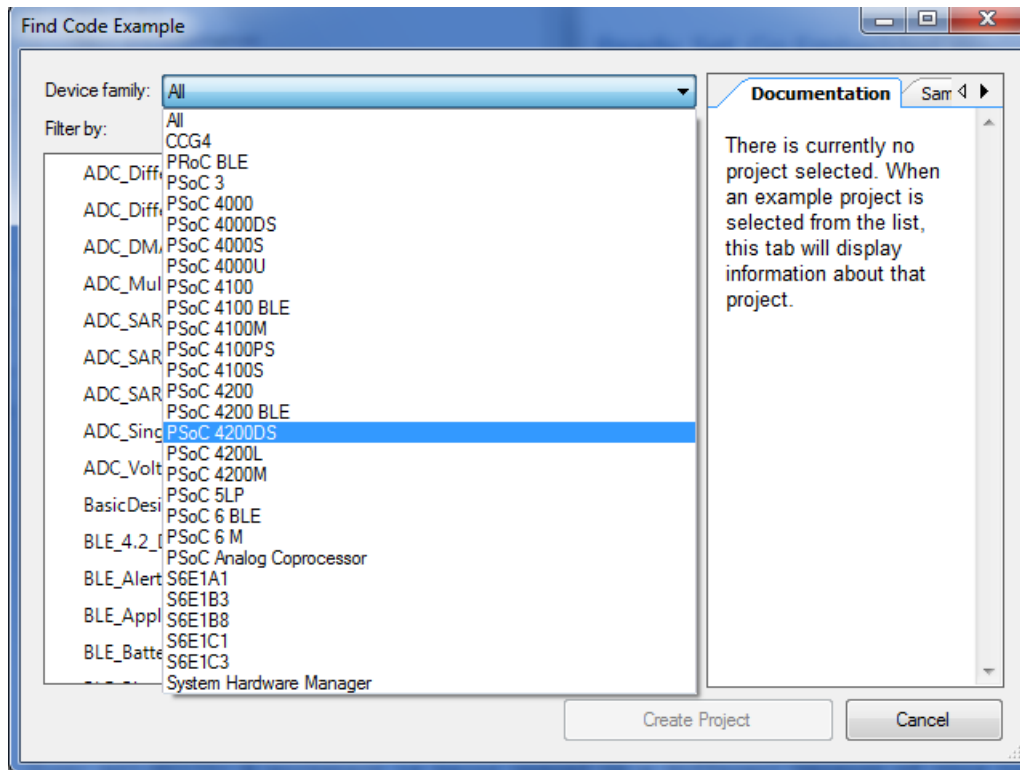 Find Code Example
Device family:
All
Filter by:
All
CCG4
PRoC BLE
PSoC 3
PSoC 4000
PSoC 4000DS
PSoC 4000S
PSoC 4000U
PSoC 4100
PSoC 4100 BLE
PSoC 4100M
PSoC 4100PS
PSoC 4100S
PSoC 4200
PSoC 4200 BLE
PSoC 4200DS
PSoC 4200L
PSoC 4200M
PSoC 5LP
PSoC 6 BLE
PSoC 6 M
PSoC Analog Coprocessor
S6E1A1
S6E1B3
S6E1B8
S6E1C1
S6E1C3
System Hardware Manager
ADC_Diff
ADC_Diff
ADC_DM
ADC_Mul
ADC_SAR
ADC_SAR
ADC_SAR
ADC_Sing
ADC_Volt
BasicDesi
BLE_4.2_D
BLE_Alert
BLE_Appl
BLE_Batte
Documentation
Sam
There is currently no
project selected. When
an example project is
selected from the list,
this tab will display
information about that
project.
Create Project
Cancel